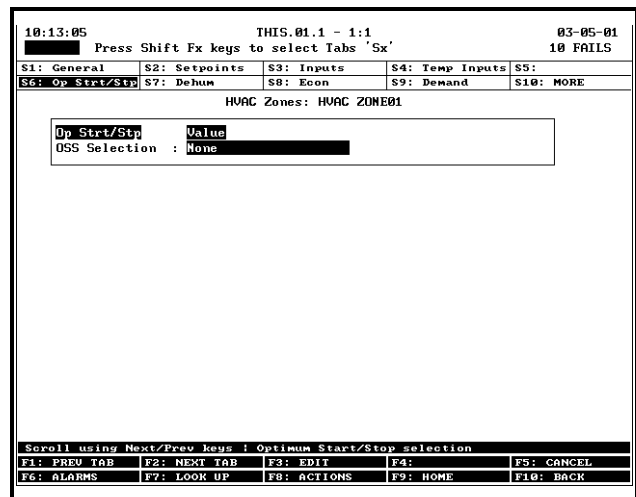 10:13:05 THIS.01.1 - 1:1 03-05-01
Press Shift Fx keys to select Tabs 'Sx' 10 FAILS
S1: General S2: Setpoints S3: Inputs S4: Temp Inputs S5:
S6: Op Strt/Stp S7: Dehum S8: Econ S9: Demand S10: MORE
HVAC Zones: HVAC ZONE01
Op Strt/Stp Value
OSS Selection : None
Scroll using Next/Prev keys ¦ Optimum Start/Stop selection
F1: PREV TAB F2: NEXT TAB F3: EDIT F4: F5: CANCEL
F6: ALARMS F7: LOOK UP F8: ACTIONS F9: HOME F10: BACK